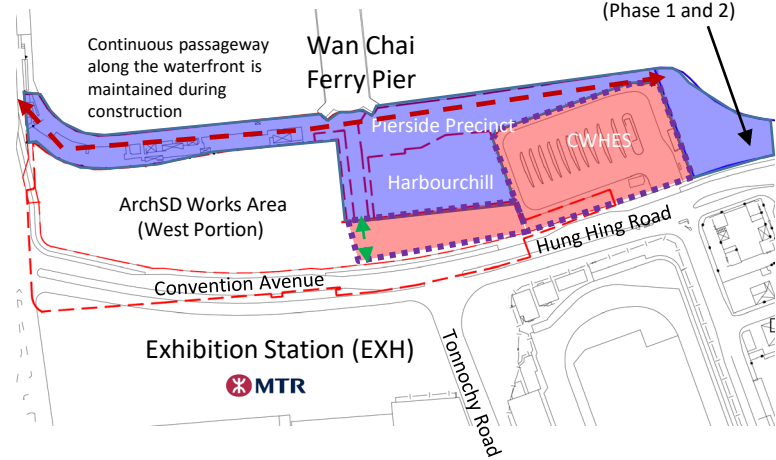 (Phase 1 and 2)
Continuous passageway
along the waterfront is
maintained during
construction
Wan Chai
Ferry Pier
Pierside Precinct
CWHES
Harbourchill
ArchSD Works Area
(West Portion)
Hung Hing Road
Convention Avenue
Exhibition Station (EXH)
MTR
Tonnochy Road